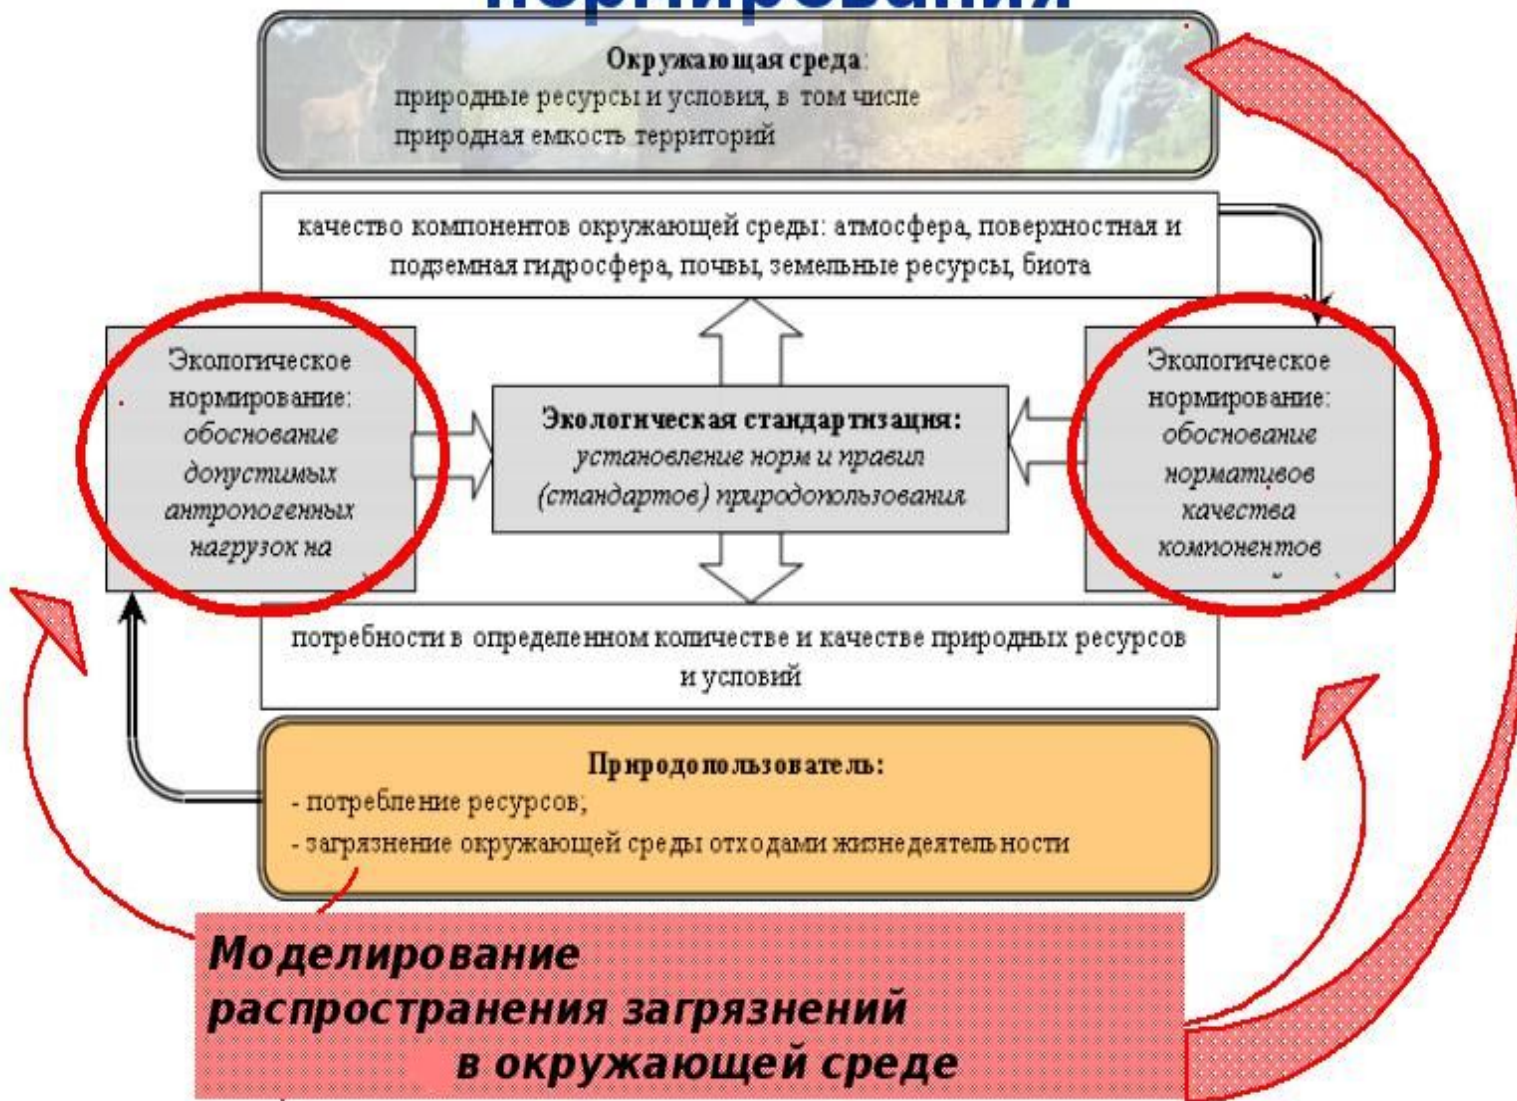 нормирования
Окружающая среда:
природные ресурсы и условия, в том числе
природная емкость территорий
качество компонентов окружающей среды: атмосфера, поверхностная и
подземная гидросфера, почвы, земельные ресурсы, биота
Экологическое
нормирование:
обоснование
допустимых
антропогенных
нагрузок на
Экологическая стандартизация:
установление норм и правил
(стандартов) природопользования
Экологическое
нормирование:
обоснование
нормативов
качества
компонентов
потребности в определенном количестве и качестве природных ресурсов
и условий
Природопользователь:
- потребление ресурсов;
- загрязнение окружающей среды отходами жизнедеятельности
Моделирование
распространения загрязнений
в окружающей среде